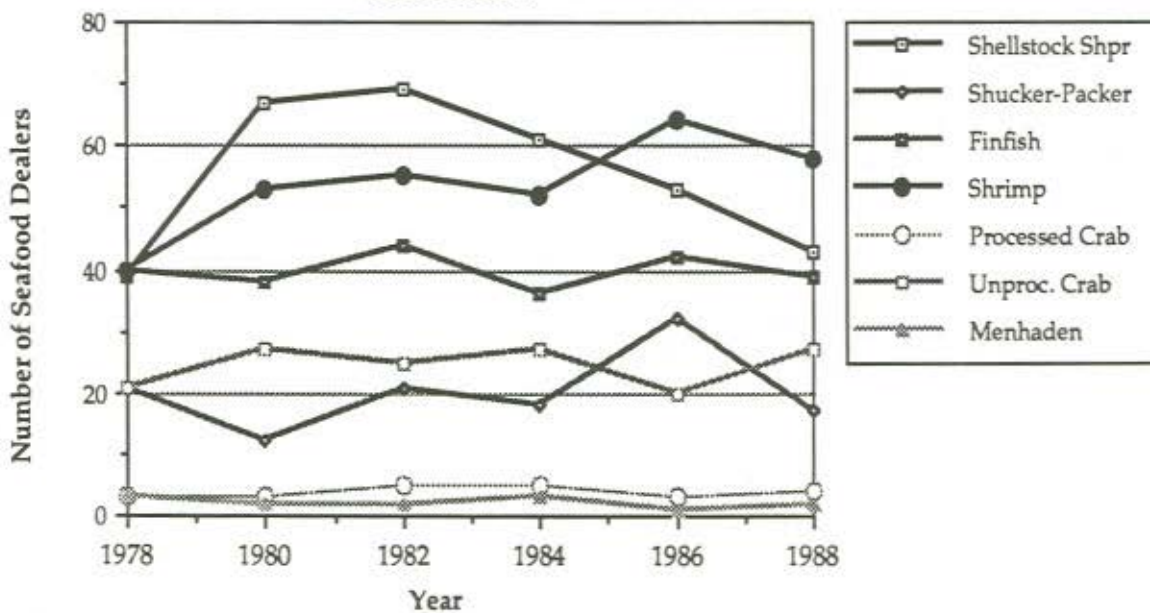 80
60
40
20
0
Number of Seafood Dealers
1978
1980
1982
1984
1986
1988
Year
Shellstock Shpr
Shucker-Packer
Finfish
Shrimp
Processed Crab
Unproc. Crab
Menhaden